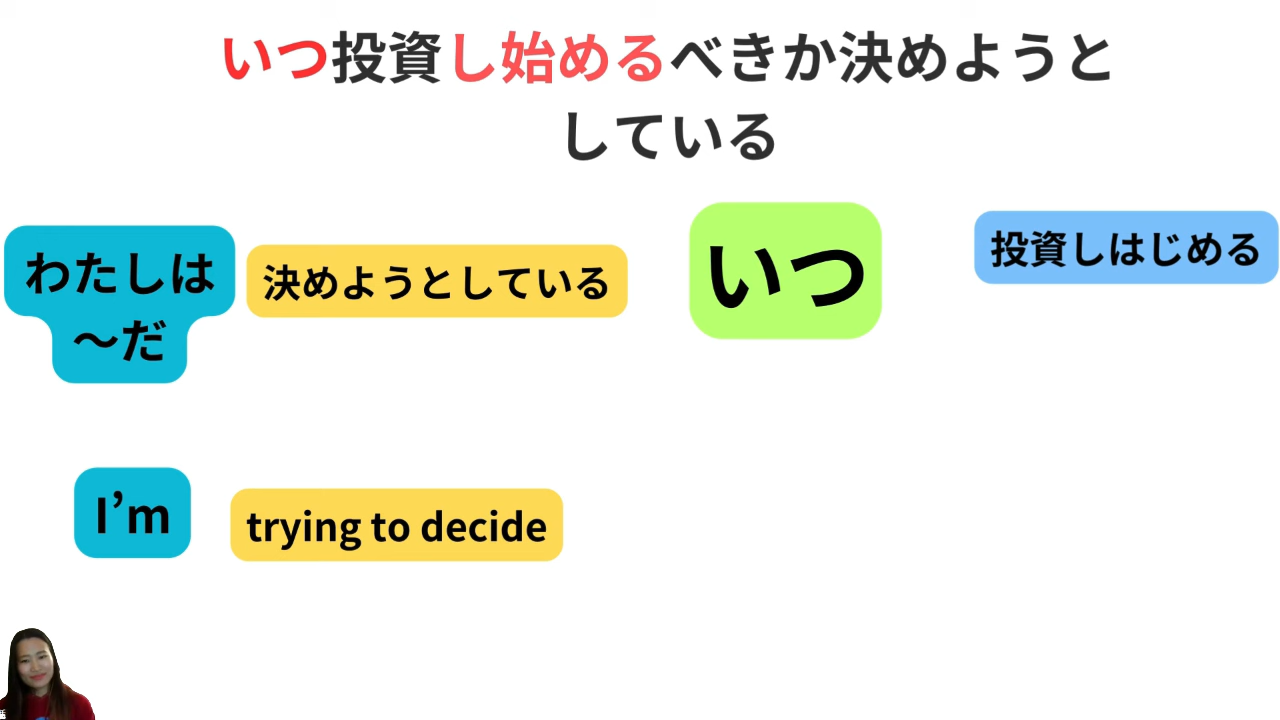 いつ投資し始めるべきか決めようと
している
わたしは
〜だ
決めようとしている
いつ
投資しはじめる
I’m
trying to decide